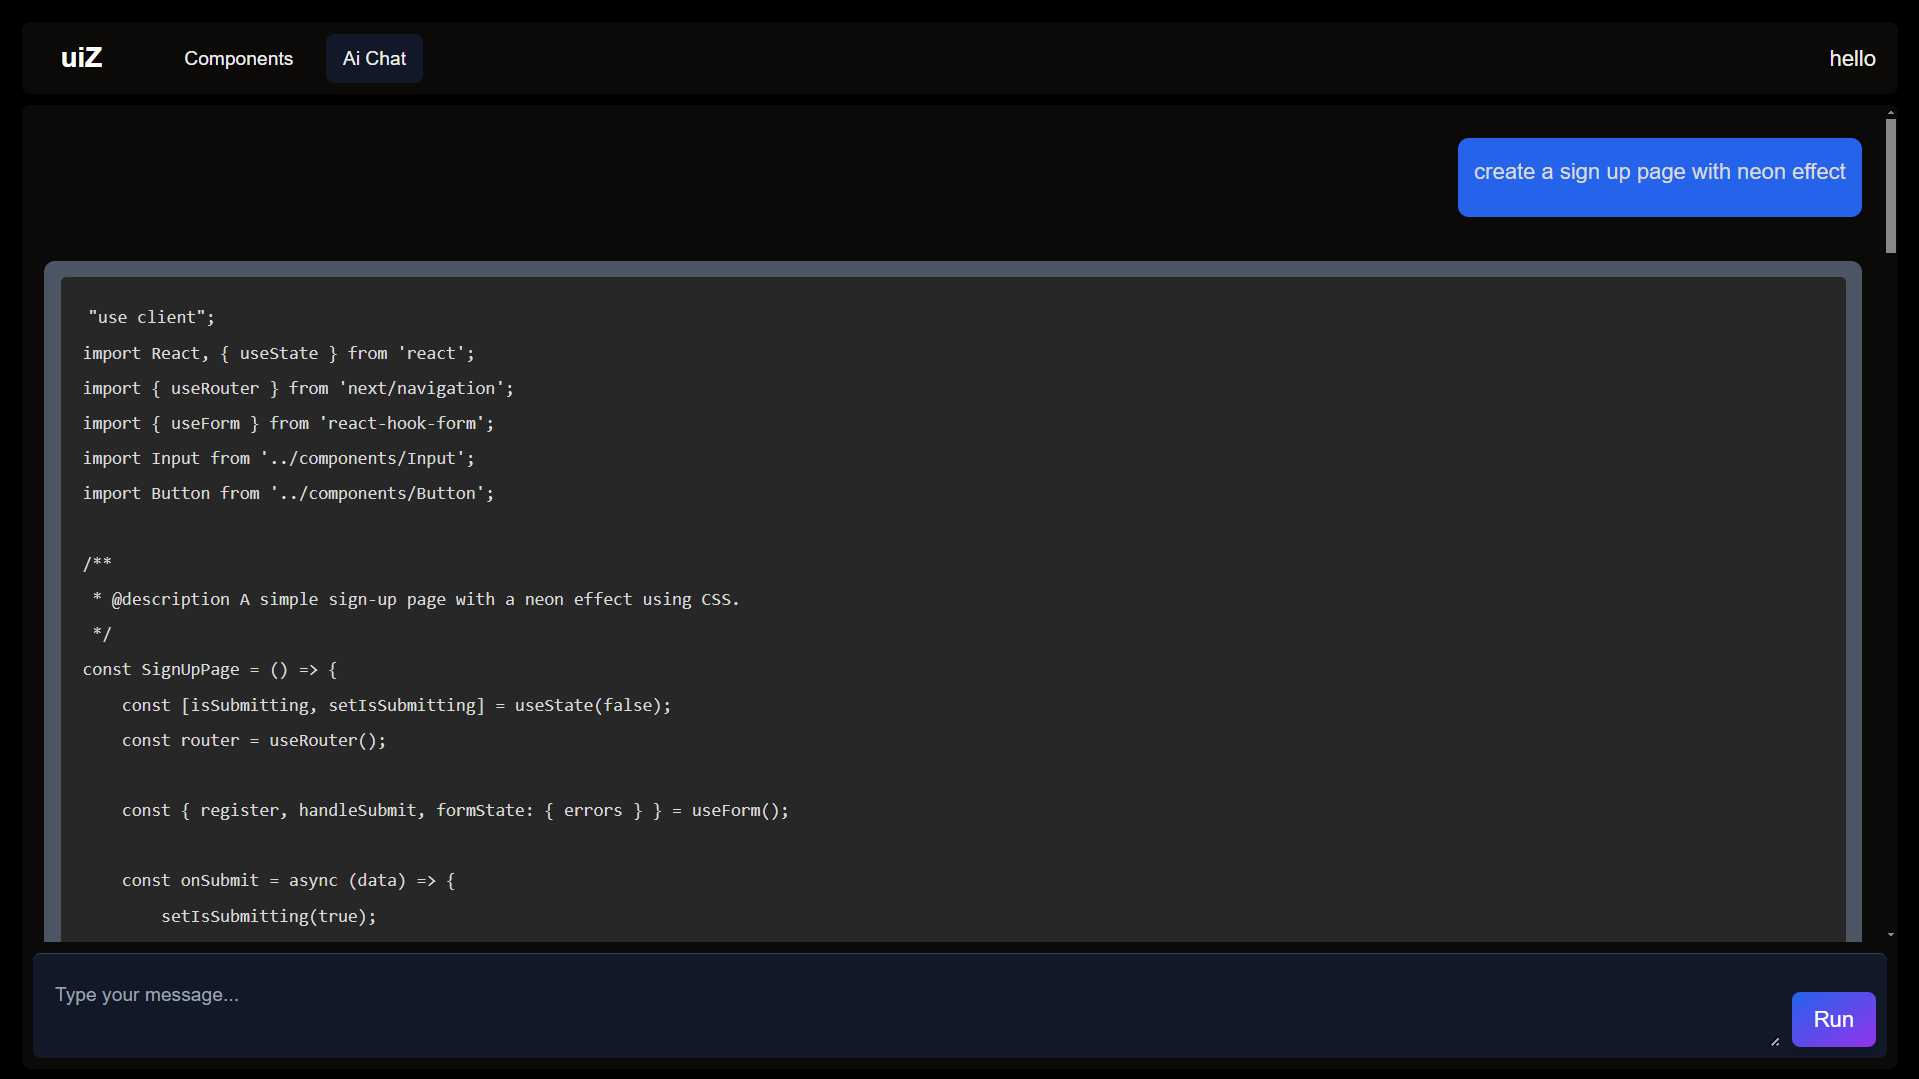 uiZ
Components
Ai Chat
hello
create a sign up page with neon effect
"use client";
import React, { useState } from 'react';
import { useRouter } from 'next/navigation';
import { useForm } from 'react-hook-form';
import Input from '../components/Input';
import Button from '../components/Button';
/**
 * @description A simple sign-up page with a neon effect using CSS.
 */
const SignUpPage = () => {
    const [isSubmitting, setIsSubmitting] = useState(false);
    const router = useRouter();
    const { register, handleSubmit, formState: { errors } } = useForm();
    const onSubmit = async (data) => {
        setIsSubmitting(true);
Type your message...
Run